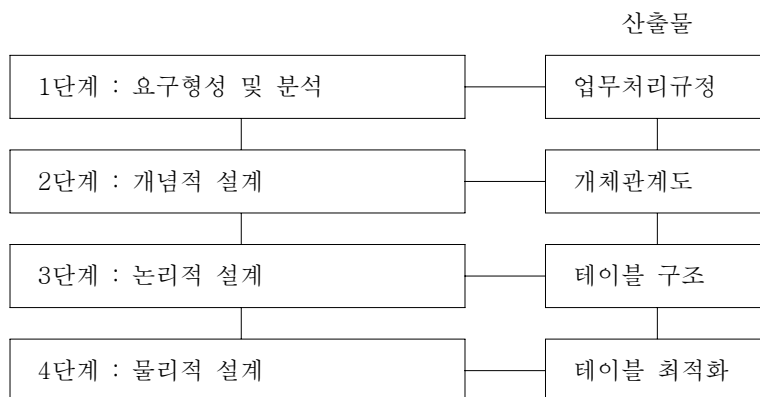 산출물
1단계 : 요구형성 및 분석
업무처리규정
2단계 : 개념적 설계
개체관계도
3단계 : 논리적 설계
테이블 구조
4단계 : 물리적 설계
테이블 최적화